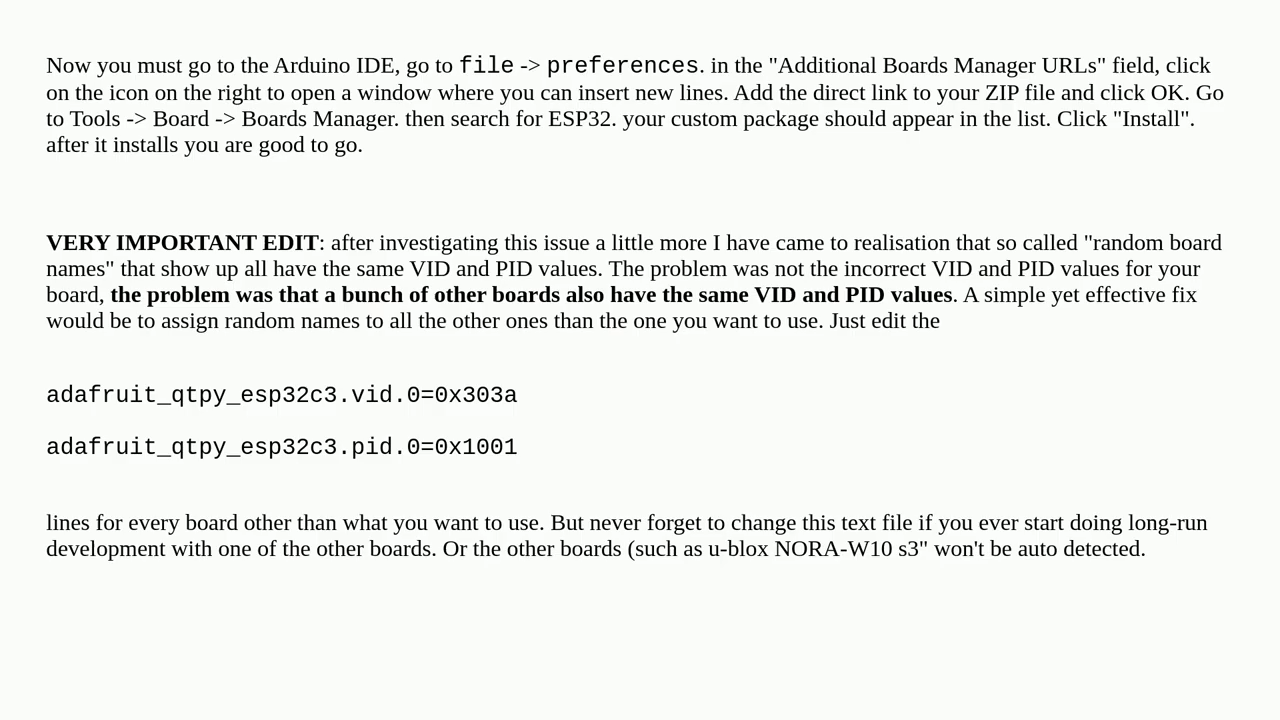 Now you must go to the Arduino IDE, go to file -> preferences. in the "Additional Boards Manager URLs" field, click
on the icon on the right to open a window where you can insert new lines. Add the direct link to your ZIP file and click OK. Go
to Tools -> Board -> Boards Manager. then search for ESP32. your custom package should appear in the list. Click "Install".
after it installs you are good to go.
VERY IMPORTANT EDIT: after investigating this issue a little more I have came to realisation that so called "random board
names" that show up all have the same VID and PID values. The problem was not the incorrect VID and PID values for your
board, the problem was that a bunch of other boards also have the same VID and PID values. A simple yet effective fix
would be to assign random names to all the other ones than the one you want to use. Just edit the
adafruit_qtpy_esp32c3.vid.0=0x303a
adafruit_qtpy_esp32c3.pid.0=0x1001
lines for every board other than what you want to use. But never forget to change this text file if you ever start doing long-run
development with one of the other boards. Or the other boards (such as u-blox NORA-W10 s3" won't be auto detected.